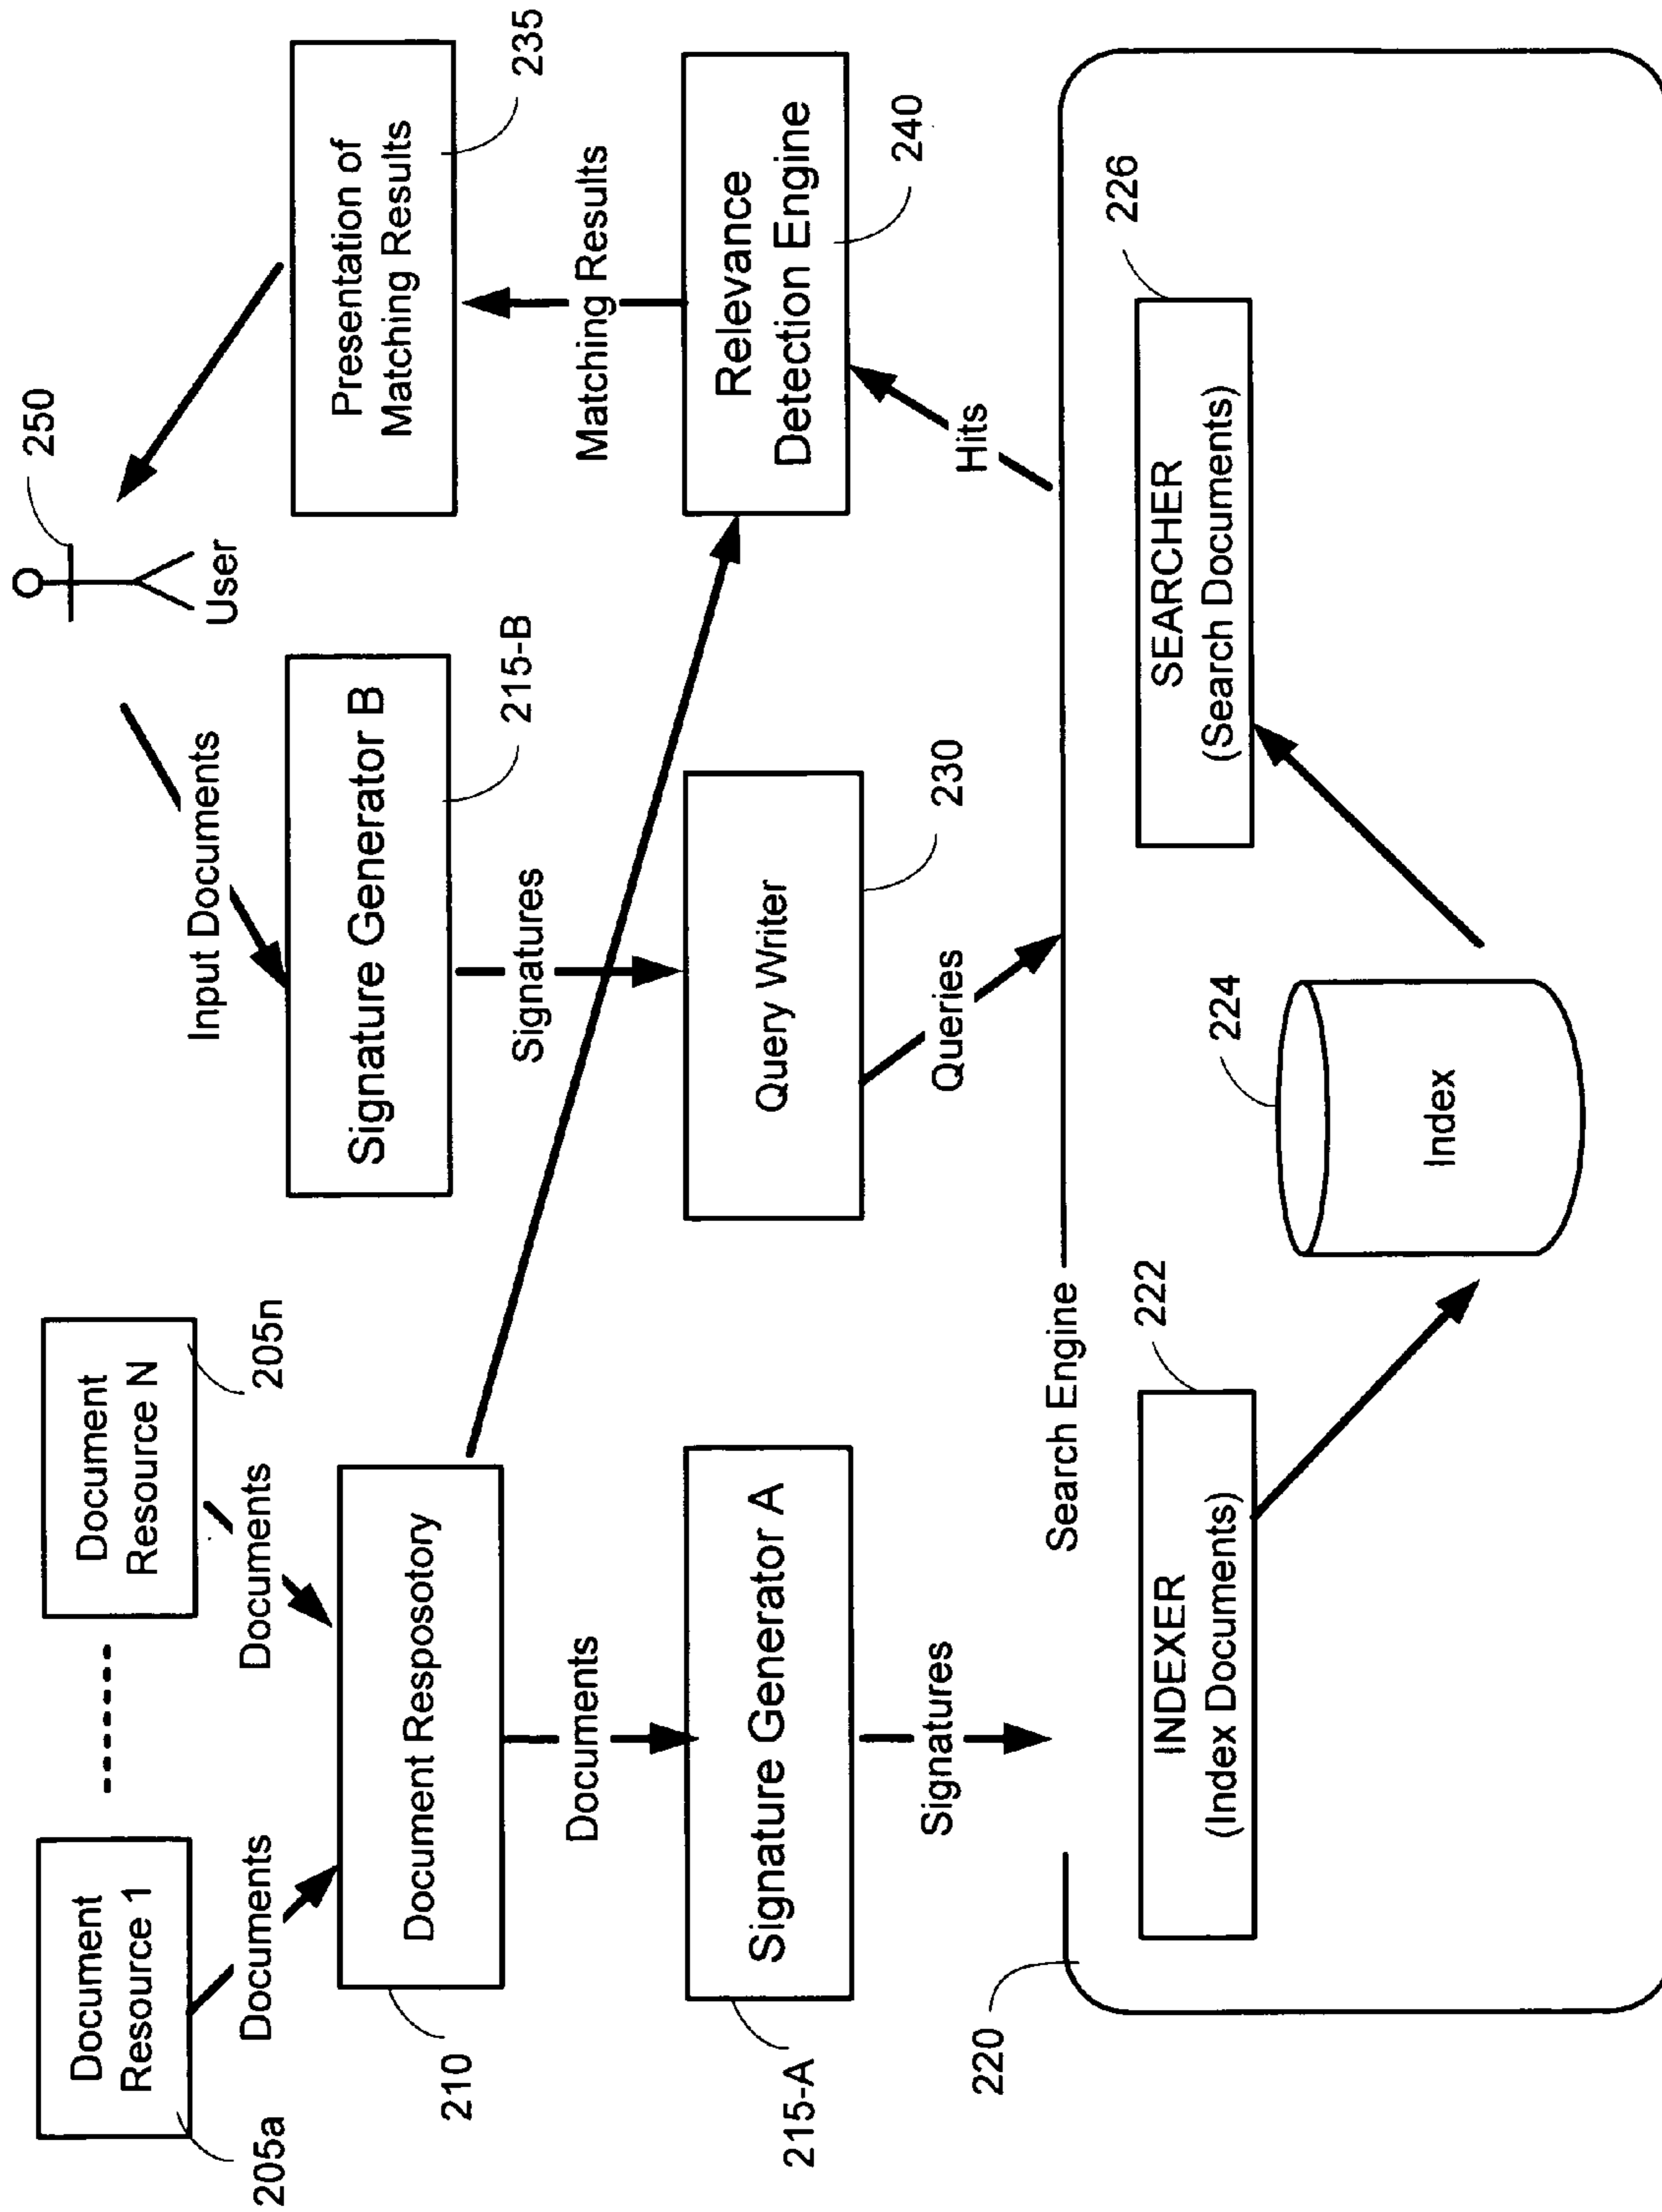 Document
Resource 1
205a
Document
Resource N
205n
Documents
Documents
Document Resposotory
210
Documents
Signature Generator A
215-A
Signatures
250
User
Input Documents
Signature Generator B
215-B
Signatures
Query Writer
230
Queries
Presentation of
Matching Results
235
Matching Results
Relevance
Detection Engine
240
Hits
Search Engine
220
INDEXER
(Index Documents)
222
Index
224
SEARCHER
(Search Documents)
226